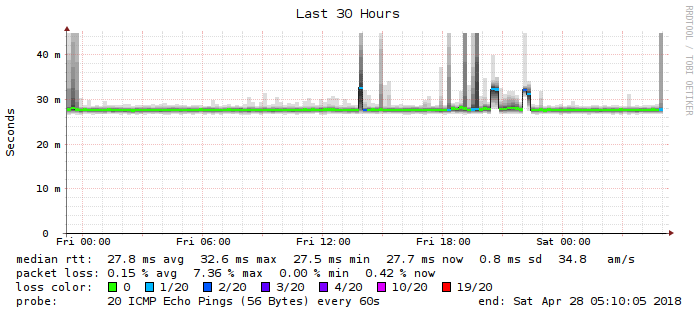 Last 30 Hours
RRDTOOL / TOBI OETIKER
Seconds
40 m
30 m
20 m
10 m
0
Fri 00:00 Fri 06:00 Fri 12:00 Fri 18:00 Sat 00:00
median rtt: 27.8 ms avg 32.6 ms max 27.5 ms min 27.7 ms now 0.8 ms sd 34.8 am/s
packet loss: 0.15 % avg 7.36 % max 0.00 % min 0.42 % now
loss color: 0 1/20 2/20 3/20 4/20 10/20 19/20
probe: 20 ICMP Echo Pings (56 Bytes) every 60s end: Sat Apr 28 05:10:05 2018